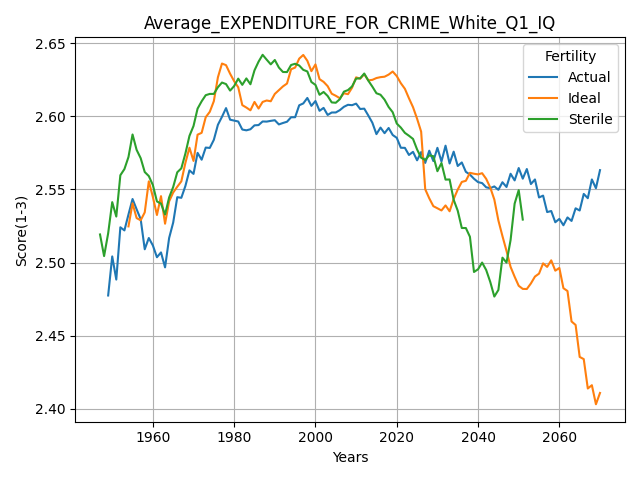 Average_EXPENDITURE_FOR_CRIME_White_Q1_IQ
Fertility
Actual
Ideal
Sterile
Score(1-3)
2.65
2.60
2.55
2.50
2.45
2.40
1960 1980 2000 2020 2040 2060
Years